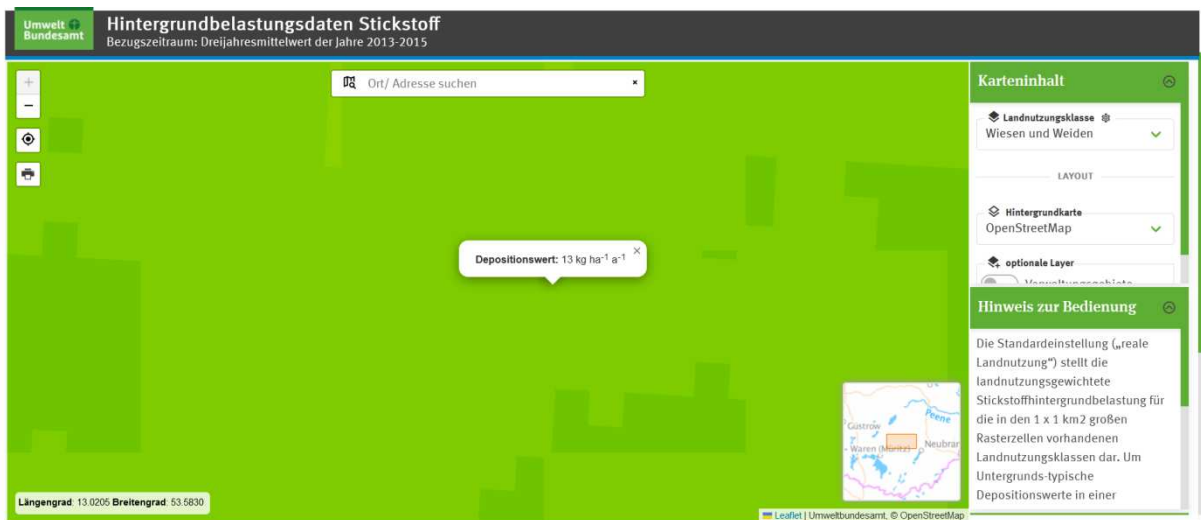 Umwelt
Bundesamt
Hintergrundbelastungsdaten Stickstoff
Bezugszeitraum: Dreijahresmittelwert der Jahre 2013-2015
+
−
Ort/ Adresse suchen ×
Depositionswert: 13 kg ha⁻¹ a⁻¹ ×
Güstrow
Peene
Waren (Müritz)
Neubran
Längengrad: 13.0205 Breitengrad: 53.5830
Leaflet | Umweltbundesamt, © OpenStreetMap
Karteninhalt
Landnutzungsklasse
Wiesen und Weiden
LAYOUT
Hintergrundkarte
OpenStreetMap
optionale Layer
Verwaltungsgebiete
Hinweis zur Bedienung
Die Standardeinstellung („reale
Landnutzung“) stellt die
landnutzungsgewichtete
Stickstoffhintergrundbelastung für
die in den 1 x 1 km2 großen
Rasterzellen vorhandenen
Landnutzungsklassen dar. Um
Untergrunds-typische
Depositionswerte in einer